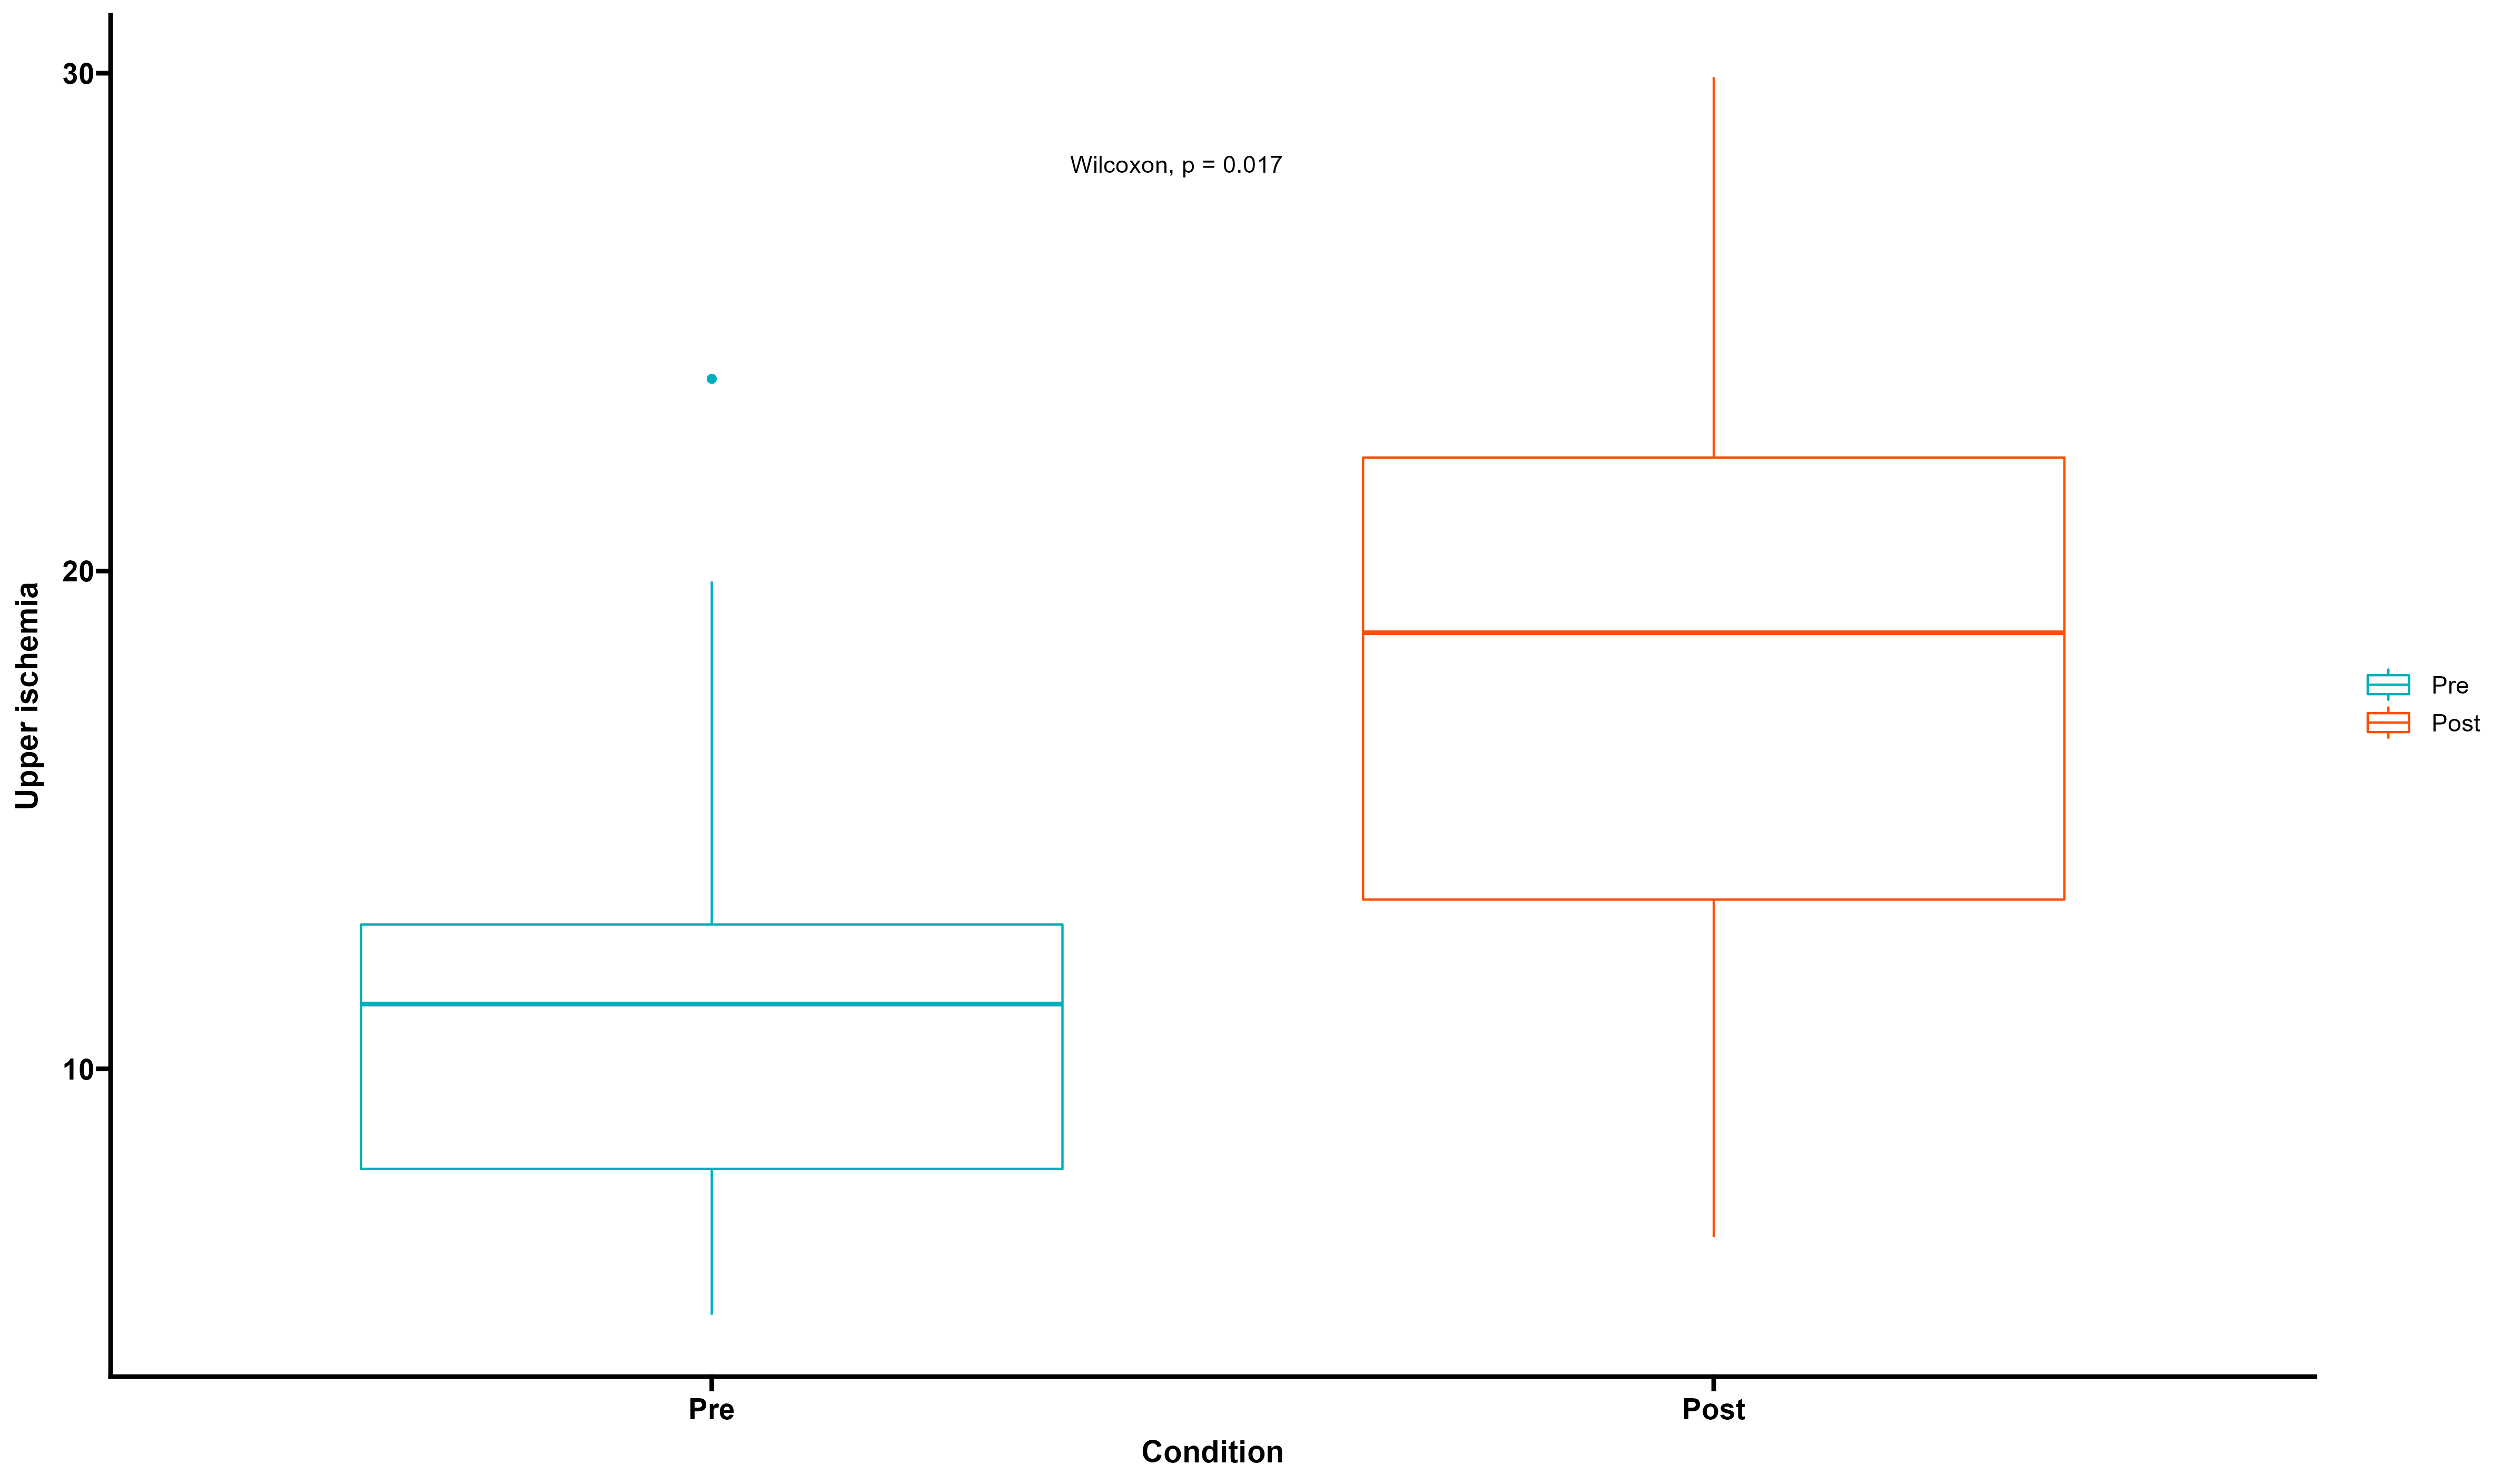 30
Wilcoxon, p = 0.017
20
Upper ischemia
Pre
Post
10
Pre
Post
Condition